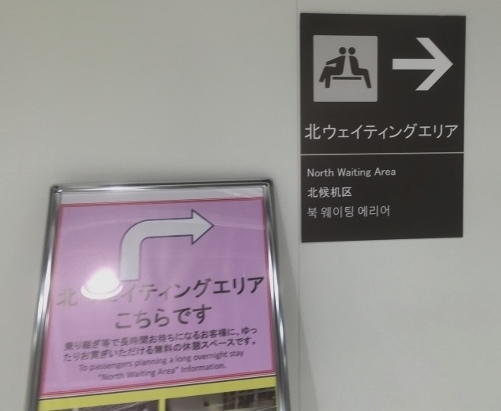 北ウェイティングエリア
North Waiting Area
北候机区
북 웨이팅 에리어
北ウェイティングエリア
こちらです
乗り継ぎ等で長時間お待ちになるお客様に、ゆっ
たりお寛ぎいただける無料の休憩スペースです。
To passengers planning a long overnight stay
"North Waiting Area" Information.